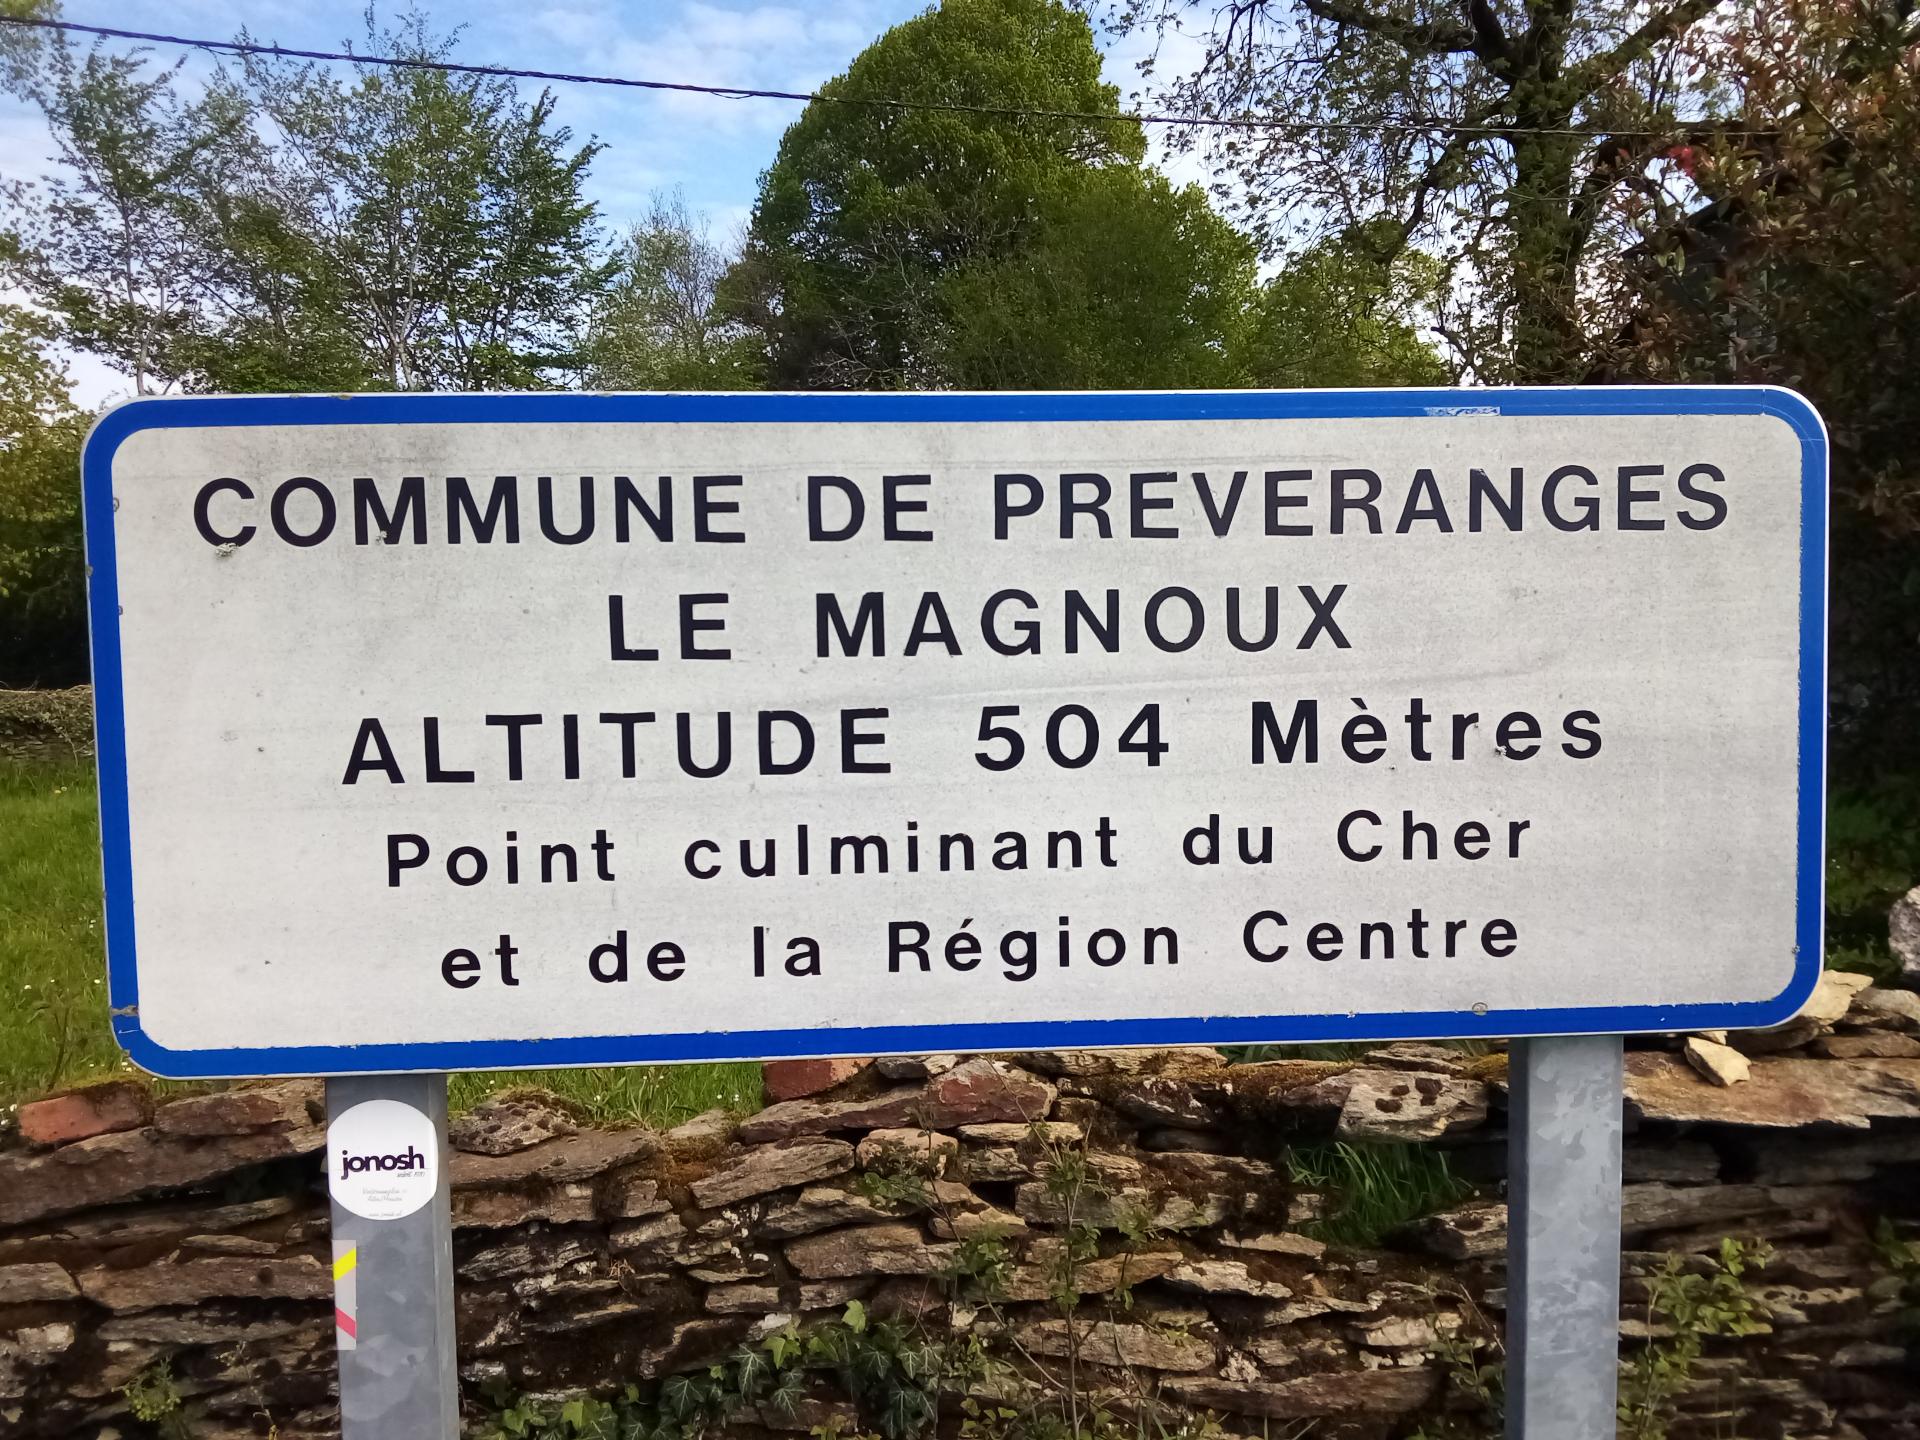 COMMUNE DE PREVERANGES
LE MAGNOUX
ALTITUDE 504 Mètres
Point culminant du Cher
et de la Région Centre
jonosh